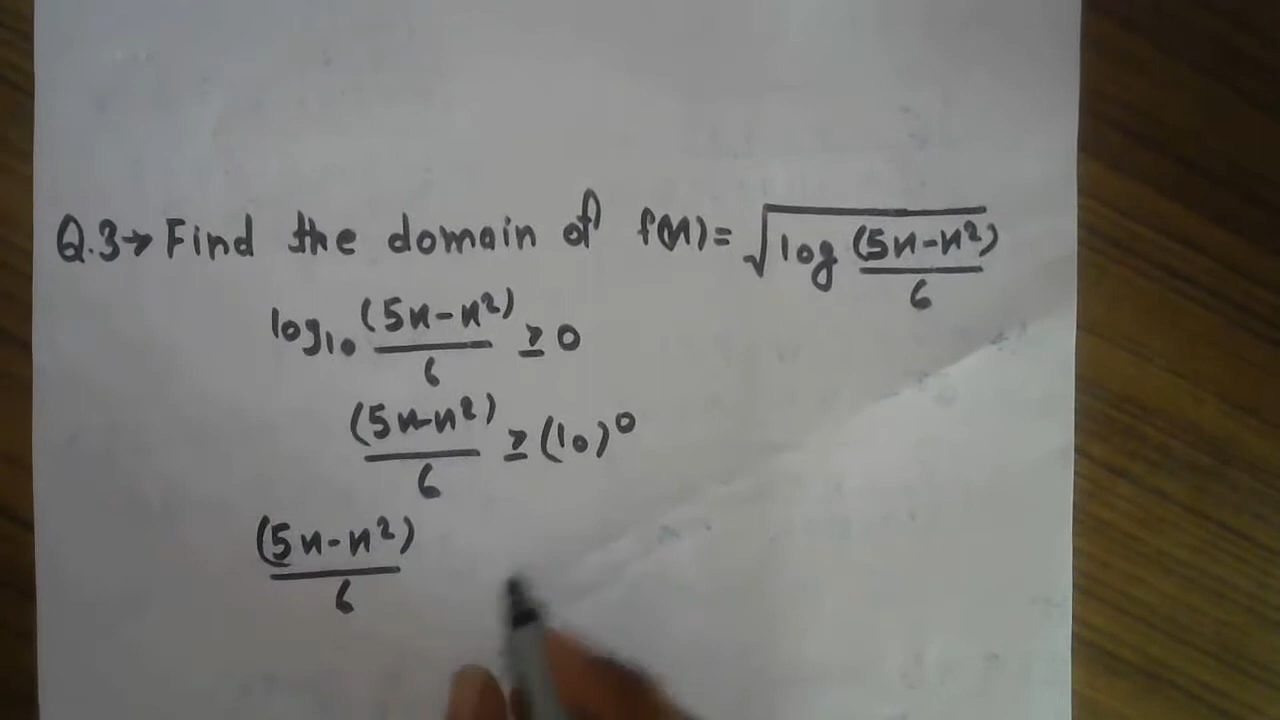 Q.3→ Find the domain of f(x)=√log (5x-x²)/6
log₁₀ (5x-x²)/6 ≥ 0
(5x-x²)/6 ≥ (10)⁰
(5x-x²)/6